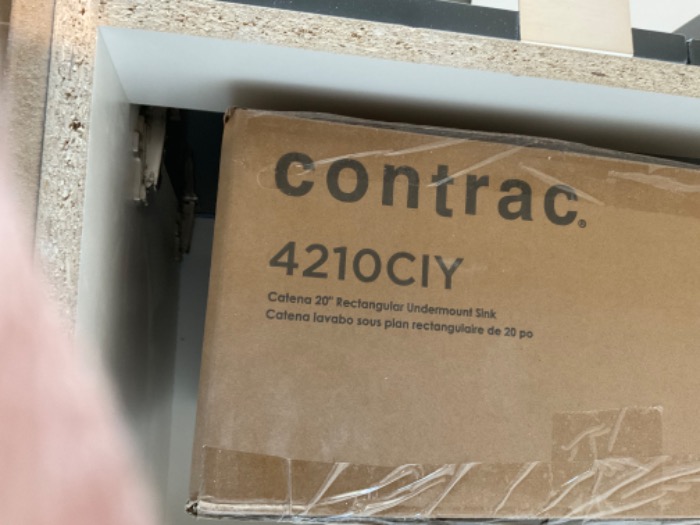 contrac®
4210CIY
Catena 20" Rectangular Undermount Sink
Catena lavabo sous plan rectangulaire de 20 po